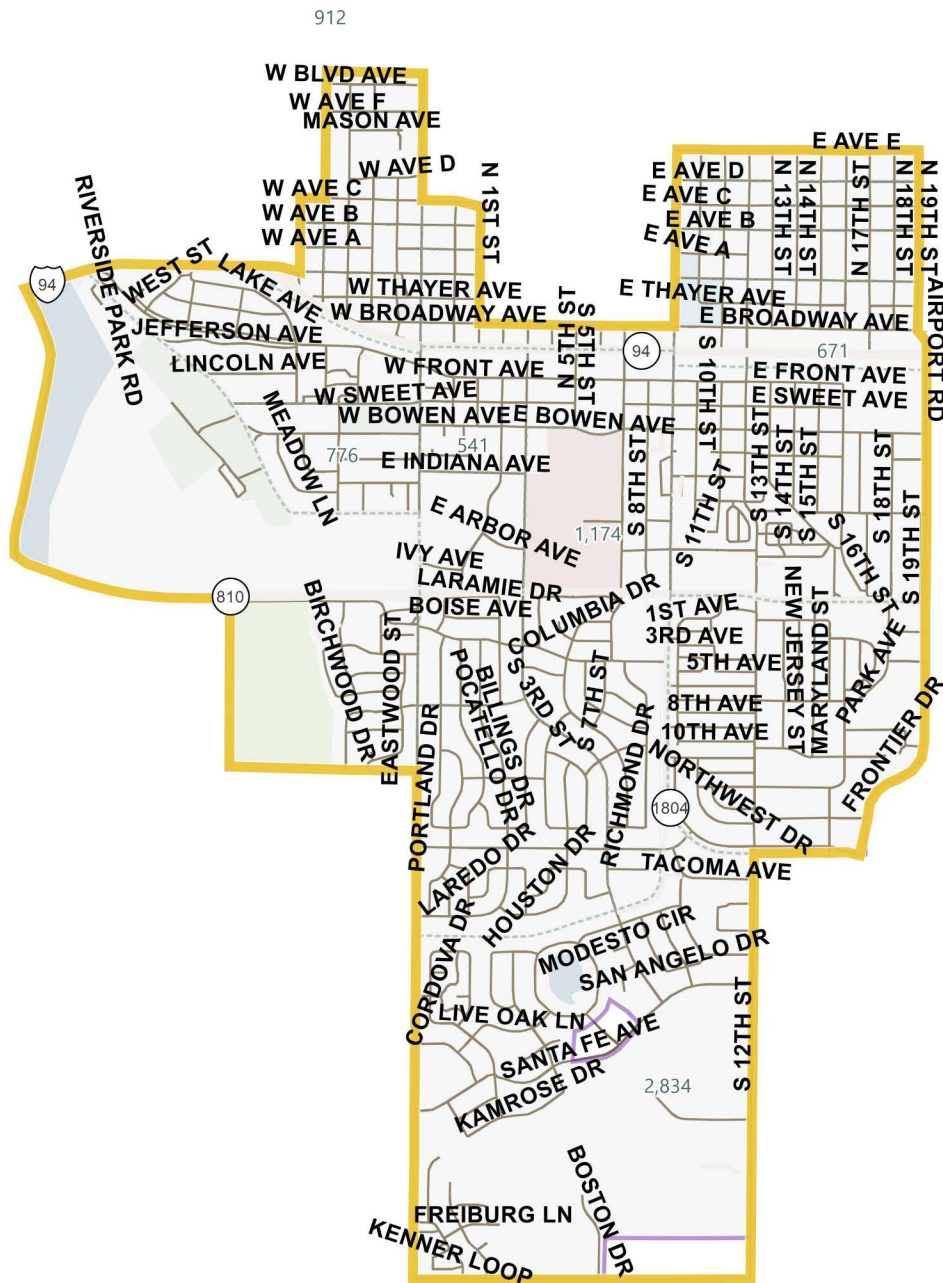 912
W BLVD AVE
W AVE F
MASON AVE
E AVE E
W AVE D
E AVE D
W AVE C
E AVE C
W AVE B
E AVE B
W AVE A
E AVE A
N 1ST ST
N 13TH ST
N 14TH ST
N 17TH ST
N 18TH ST
N 19TH ST
AIRPORT RD
RIVERSIDE PARK RD
WEST ST
LAKE AVE
94
W THAYER AVE
E THAYER AVE
W BROADWAY AVE
E BROADWAY AVE
JEFFERSON AVE
N 5TH ST
S 5TH ST
94
671
LINCOLN AVE
W FRONT AVE
E FRONT AVE
W SWEET AVE
E SWEET AVE
W BOWEN AVE
E BOWEN AVE
S 10TH ST
MEADOW LN
776
541
E INDIANA AVE
S 8TH ST
S 11TH ST
S 13TH ST
S 14TH ST
S 15TH ST
S 16TH ST
S 18TH ST
S 19TH ST
E ARBOR AVE
1,174
IVY AVE
LARAMIE DR
810
BOISE AVE
COLUMBIA DR
1ST AVE
3RD AVE
5TH AVE
8TH AVE
10TH AVE
BIRCHWOOD DR
EASTWOOD ST
PORTLAND DR
POCATELLO DR
BILLINGS DR
S 3RD ST
S 7TH ST
RICHMOND DR
NEW JERSEY ST
MARYLAND ST
PARK AVE
FRONTIER DR
NORTHWEST DR
1804
TACOMA AVE
LAREDO DR
HOUSTON DR
CORDOVA DR
MODESTO CIR
SAN ANGELO DR
LIVE OAK LN
SANTA FE AVE
KAMROSE DR
S 12TH ST
2,834
BOSTON DR
FREIBURG LN
KENNER LOOP